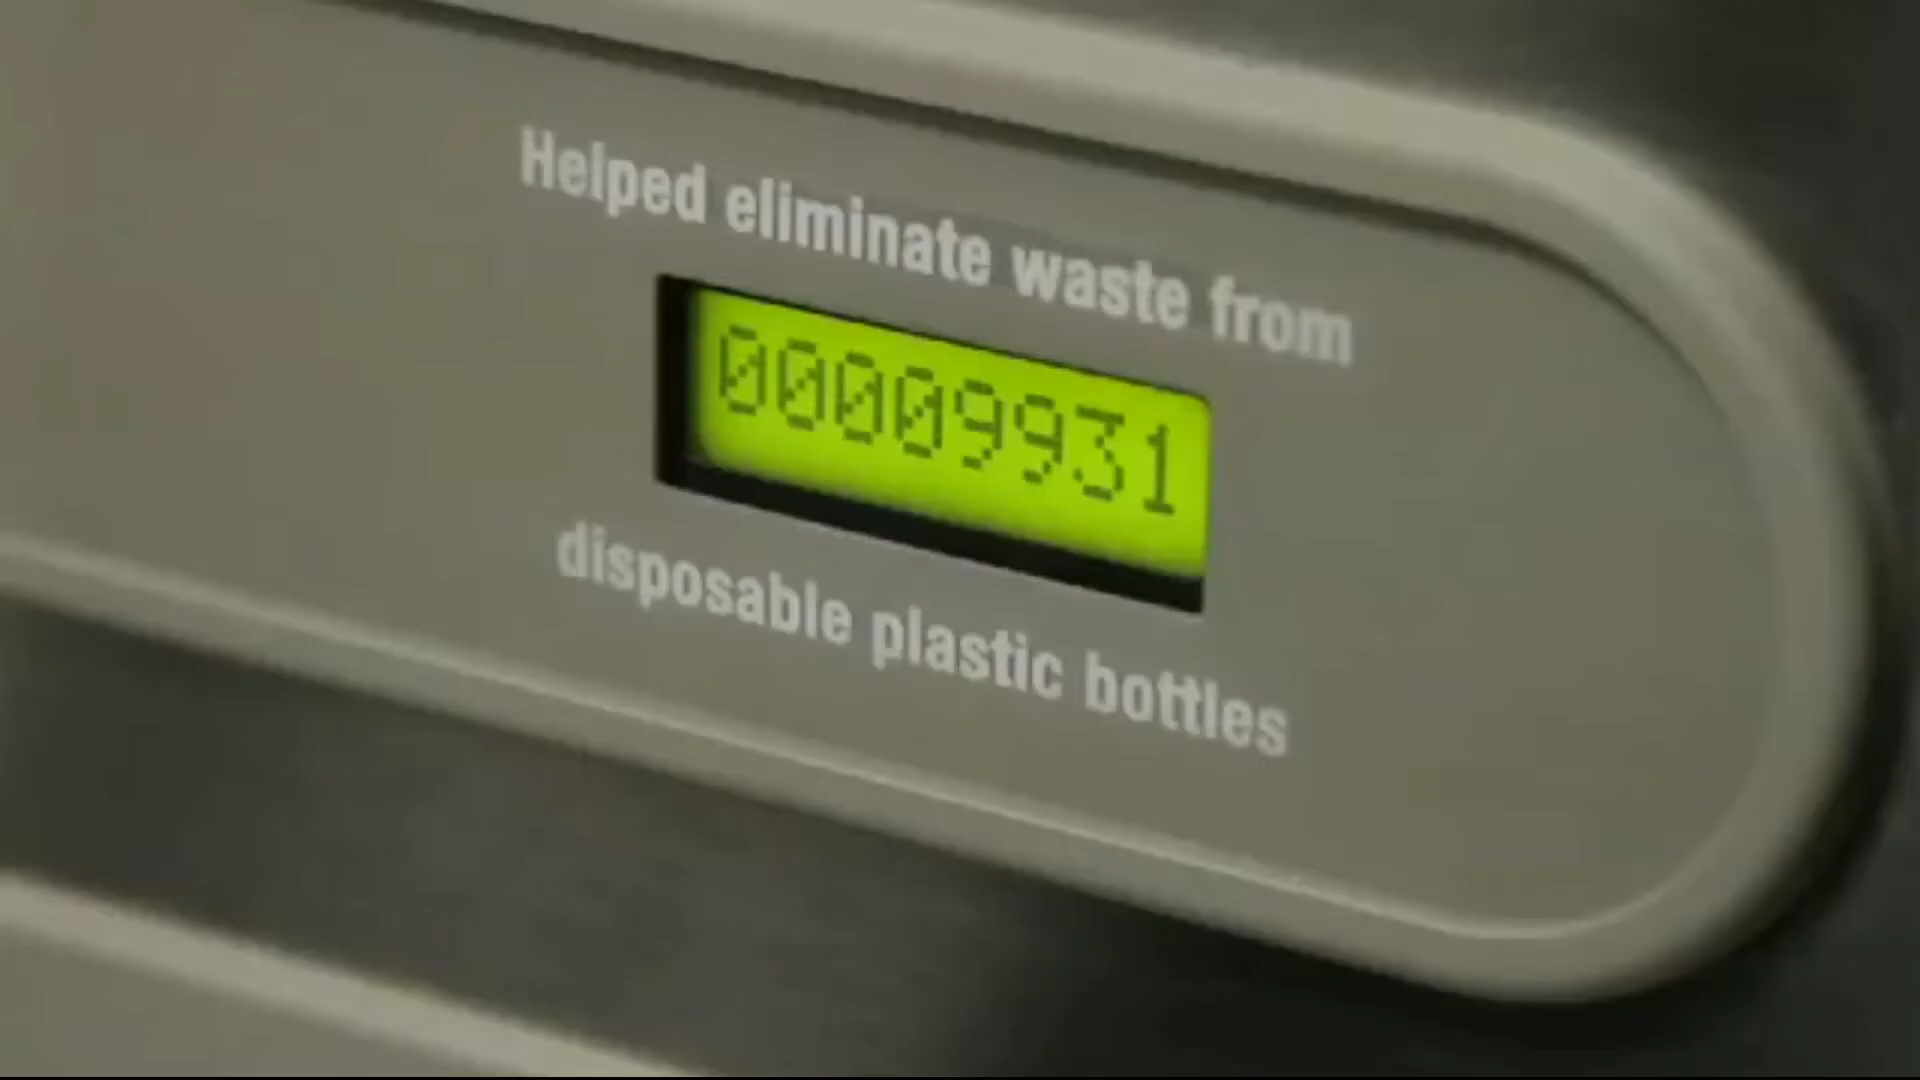 Helped eliminate waste from
00009931
disposable plastic bottles